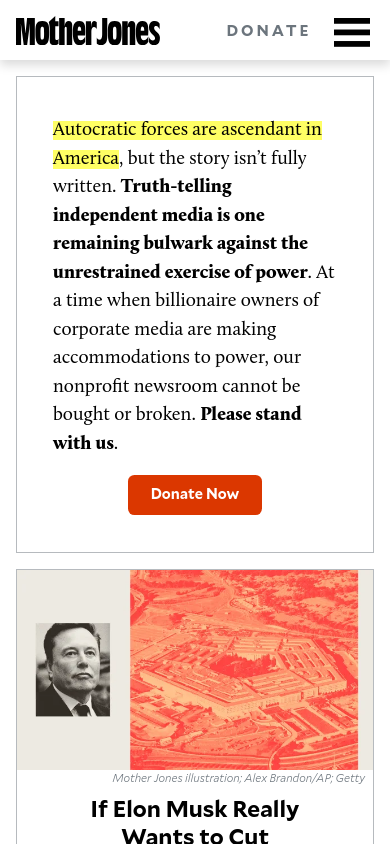 Mother Jones
DONATE
Autocratic forces are ascendant in
America, but the story isn’t fully
written. Truth-telling
independent media is one
remaining bulwark against the
unrestrained exercise of power. At
a time when billionaire owners of
corporate media are making
accommodations to power, our
nonprofit newsroom cannot be
bought or broken. Please stand
with us.
Donate Now
Mother Jones illustration; Alex Brandon/AP; Getty
If Elon Musk Really
Wants to Cut